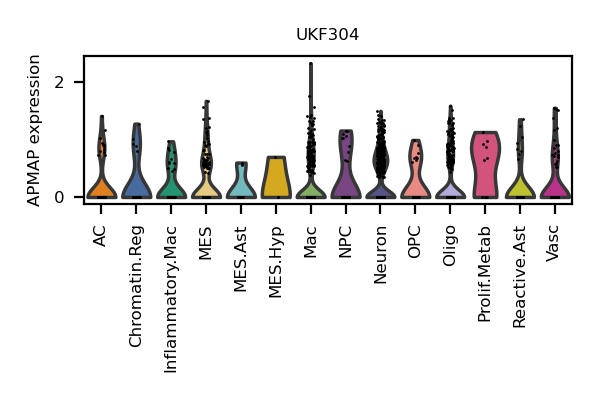 UKF304
APMAP expression
2
0
AC
Chromatin.Reg
Inflammatory.Mac
MES
MES.Ast
MES.Hyp
Mac
NPC
Neuron
OPC
Oligo
Prolif.Metab
Reactive.Ast
Vasc